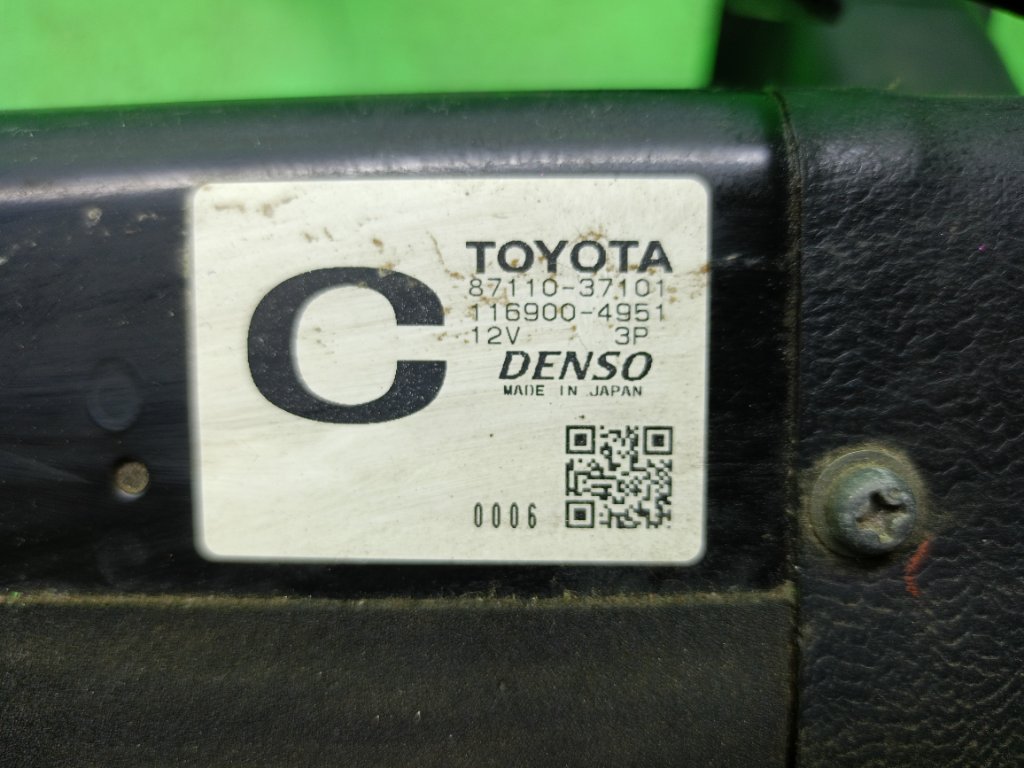 C
TOYOTA
87110-37101
116900-4951
12V 3P
DENSO
MADE IN JAPAN
0006